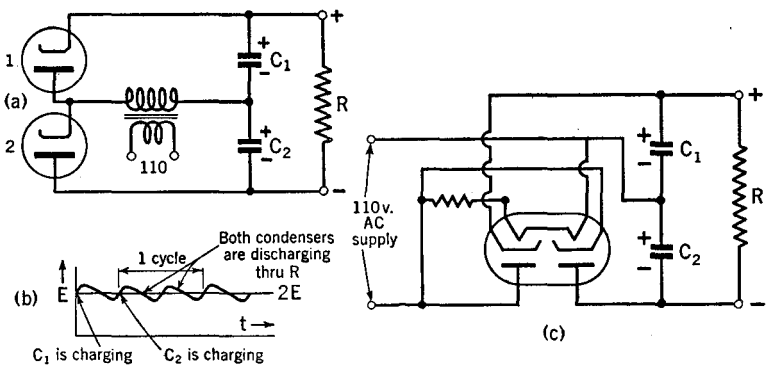 +
1
+
C₁
−
(a)
R
2
+
C₂
−
110
−
1 cycle
Both condensers
are discharging
thru R
(b)
E
2E
t
C₁ is charging
C₂ is charging
+
+
C₁
−
110 v.
AC
supply
R
+
C₂
−
−
(c)